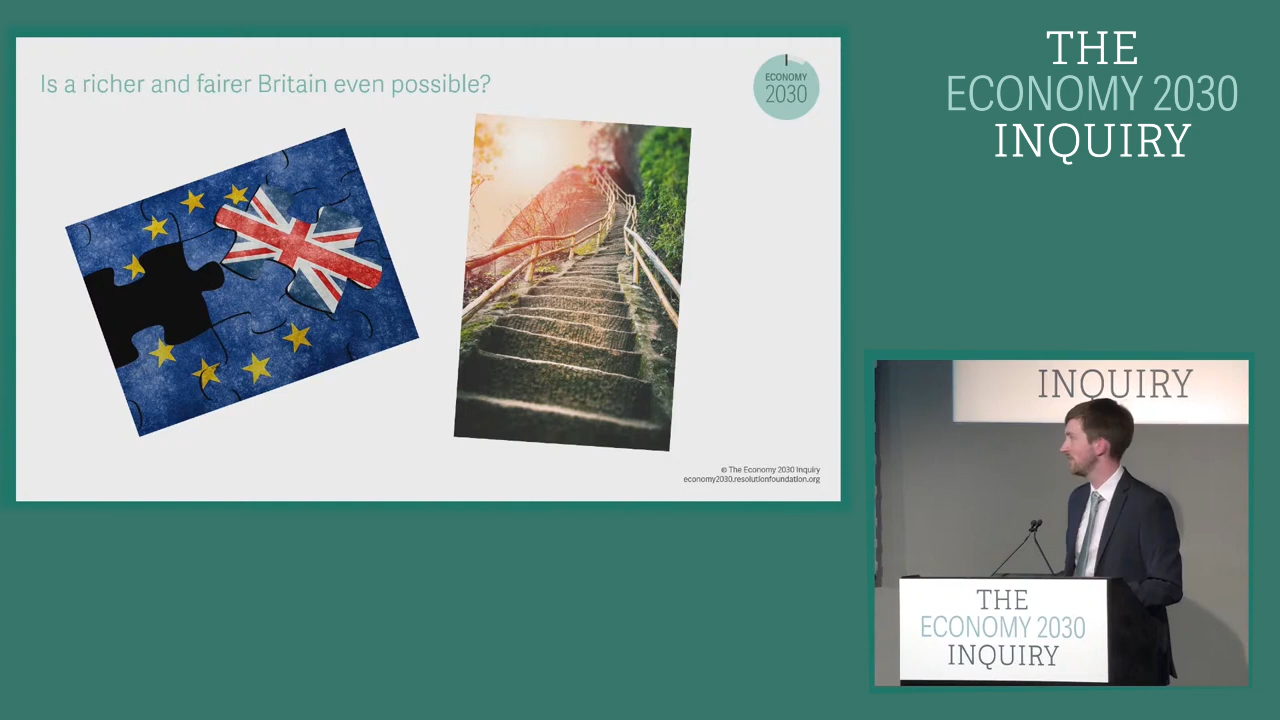 Is a richer and fairer Britain even possible?
ECONOMY
2030
© The Economy 2030 Inquiry
economy2030.resolutionfoundation.org
THE
ECONOMY 2030
INQUIRY
INQUIRY
THE
ECONOMY 2030
INQUIRY